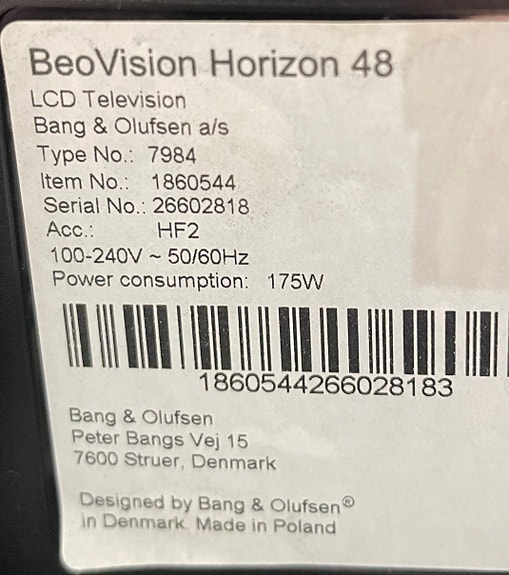 BeoVision Horizon 48
LCD Television
Bang & Olufsen a/s
Type No.: 7984
Item No.: 1860544
Serial No.: 26602818
Acc.: HF2
100-240V ~ 50/60Hz
Power consumption: 175W
1860544266028183
Bang & Olufsen
Peter Bangs Vej 15
7600 Struer, Denmark
Designed by Bang & Olufsen®
in Denmark. Made in Poland